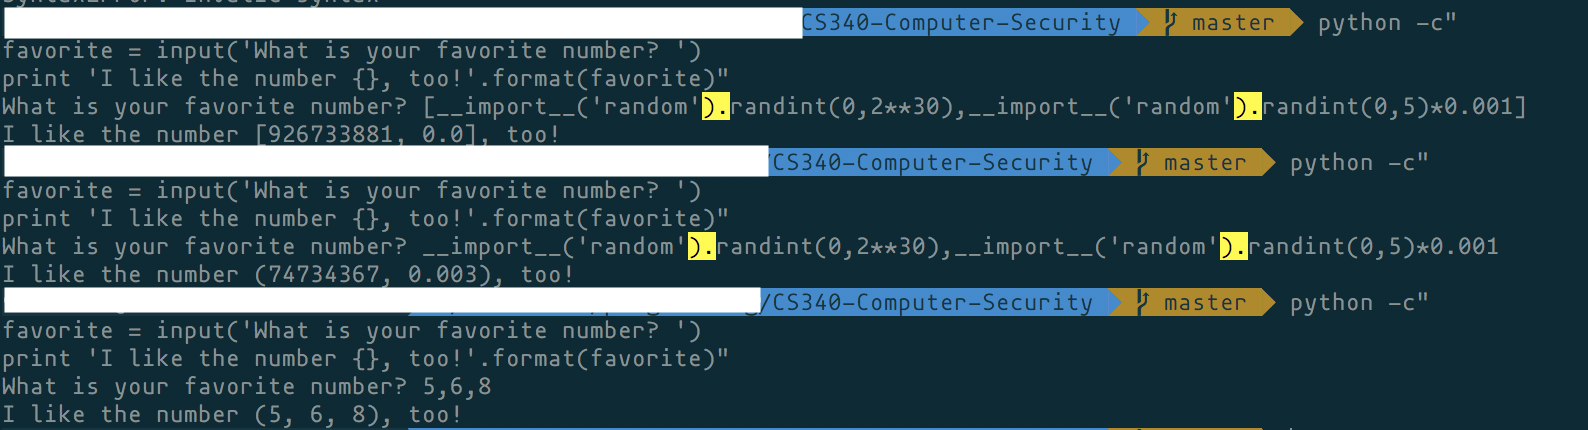 SyntaxError: invalid syntax
CS340-Computer-Security master python -c"
favorite = input('What is your favorite number? ')
print 'I like the number {}, too!'.format(favorite)"
What is your favorite number? [__import__('random').randint(0,2**30),__import__('random').randint(0,5)*0.001]
I like the number [926733881, 0.0], too!
/CS340-Computer-Security master python -c"
favorite = input('What is your favorite number? ')
print 'I like the number {}, too!'.format(favorite)"
What is your favorite number? __import__('random').randint(0,2**30),__import__('random').randint(0,5)*0.001
I like the number (74734367, 0.003), too!
/CS340-Computer-Security master python -c"
favorite = input('What is your favorite number? ')
print 'I like the number {}, too!'.format(favorite)"
What is your favorite number? 5,6,8
I like the number (5, 6, 8), too!